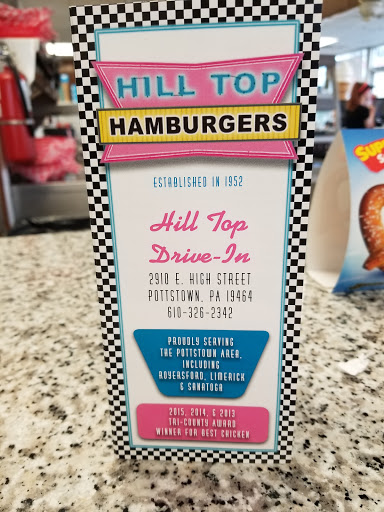 HILL TOP
HAMBURGERS
ESTABLISHED IN 1952
Hill Top
Drive-In
2910 E. HIGH STREET
POTTSTOWN, PA 19464
610-326-2342
PROUDLY SERVING
THE POTTSTOWN AREA,
INCLUDING
ROYERSFORD, LIMERICK
& SANATOGA
2015, 2014, & 2013
TRI-COUNTY AWARD
WINNER FOR BEST CHICKEN